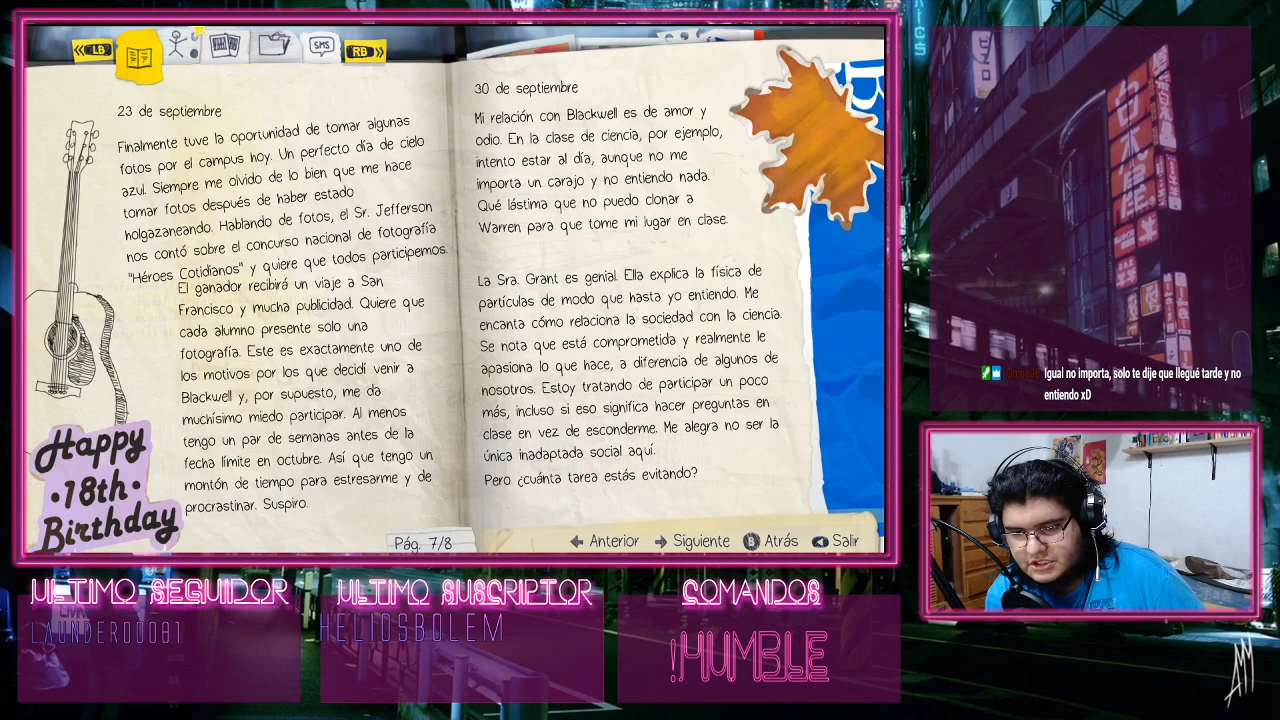 LB
SMS
RB
23 de septiembre
Finalmente tuve la oportunidad de tomar algunas
fotos por el campus hoy. Un perfecto día de cielo
azul. Siempre me olvido de lo bien que me hace
tomar fotos después de haber estado
holgazaneando. Hablando de fotos, el Sr. Jefferson
nos contó sobre el concurso nacional de fotografía
"Héroes Cotidianos" y quiere que todos participemos.
El ganador recibirá un viaje a San
Francisco y mucha publicidad. Quiere que
cada alumno presente solo una
fotografía. Este es exactamente uno de
los motivos por los que decidí venir a
Blackwell y, por supuesto, me da
muchísimo miedo participar. Al menos
tengo un par de semanas antes de la
fecha límite en octubre. Así que tengo un
montón de tiempo para estresarme y de
procrastinar. Suspiro.
Happy
•18th•
Birthday
30 de septiembre
Mi relación con Blackwell es de amor y
odio. En la clase de ciencia, por ejemplo,
intento estar al día, aunque no me
importa un carajo y no entiendo nada.
Qué lástima que no puedo clonar a
Warren para que tome mi lugar en clase.
La Sra. Grant es genial. Ella explica la física de
partículas de modo que hasta yo entiendo. Me
encanta cómo relaciona la sociedad con la ciencia.
Se nota que está comprometida y realmente le
apasiona lo que hace, a diferencia de algunos de
nosotros. Estoy tratando de participar un poco
más, incluso si eso significa hacer preguntas en
clase en vez de esconderme. Me alegra no ser la
única inadaptada social aquí.
Pero ¿cuánta tarea estás evitando?
Pág. 7/8
Anterior
Siguiente
B Atrás
Salir
Igual no importa, solo te dije que llegué tarde y no
entiendo xD
ULTIMO SEGUIDOR
LAUNDER00081
ULTIMO SUSCRIPTOR
HELIOSBOLEM
COMANDOS
!HUMBLE